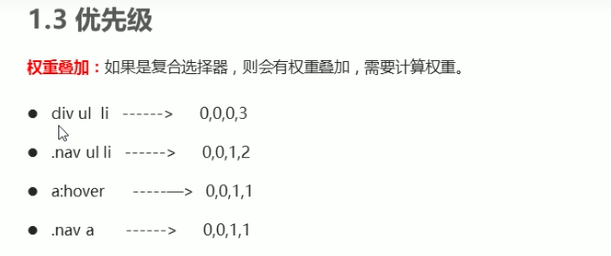 1.3 优先级
权重叠加：如果是复合选择器，则会有权重叠加，需要计算权重。
● div ul li ------> 0,0,0,3
● .nav ul li ------> 0,0,1,2
● a:hover -----—> 0,0,1,1
● .nav a ------> 0,0,1,1